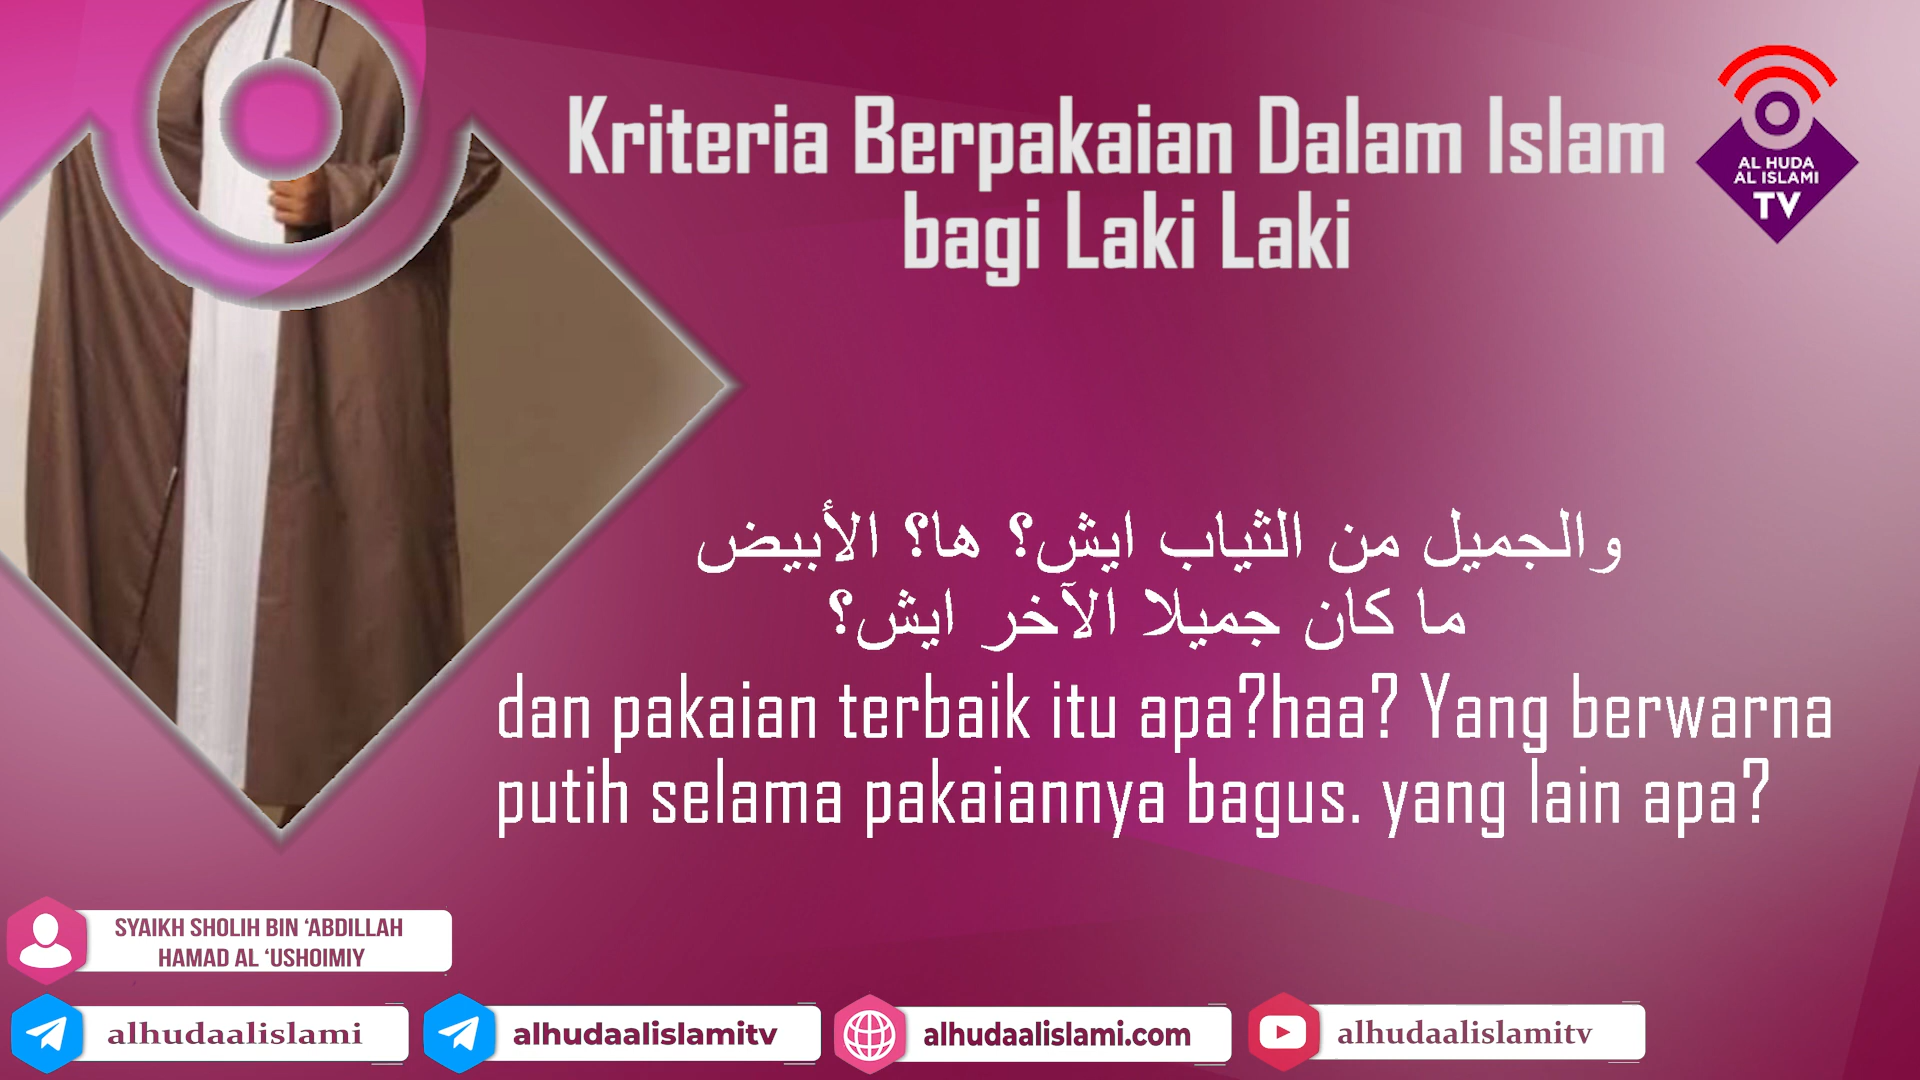 Kriteria Berpakaian Dalam Islam
bagi Laki Laki
AL HUDA
AL ISLAMI
TV
والجميل من الثياب ايش؟ ها؟ الأبيض
ما كان جميلا الآخر ايش؟
dan pakaian terbaik itu apa?haa? Yang berwarna
putih selama pakaiannya bagus. yang lain apa?
SYAIKH SHOLIH BIN ‘ABDILLAH
HAMAD AL ‘USHOIMIY
alhudaalislami
alhudaalislamitv
alhudaalislami.com
alhudaalislamitv